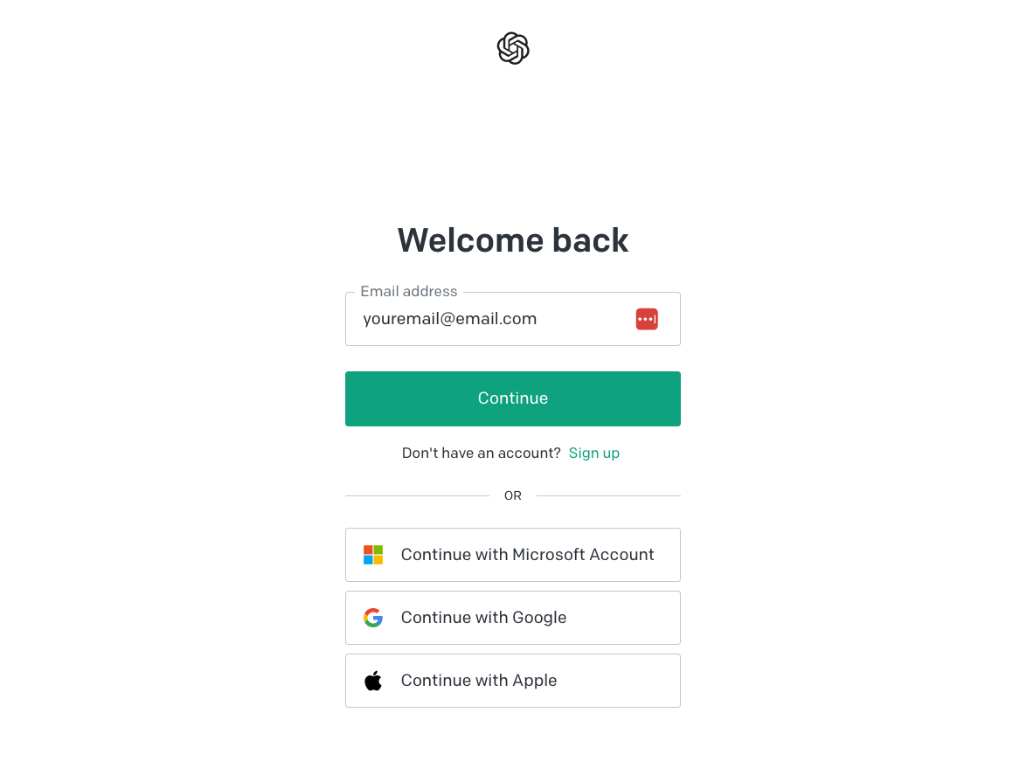 Welcome back
Email address
youremail@email.com
Continue
Don't have an account? Sign up
OR
Continue with Microsoft Account
Continue with Google
Continue with Apple